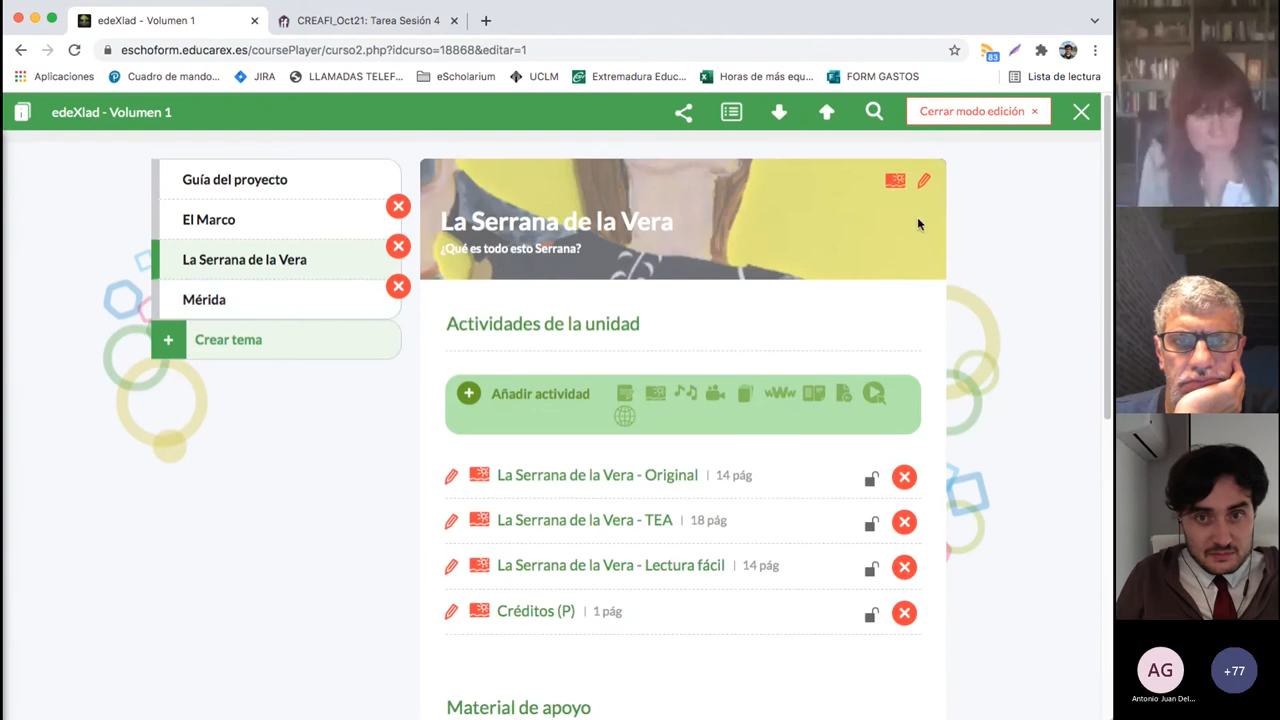 edeXlad - Volumen 1
CREAFI_Oct21: Tarea Sesión 4
eschoform.educarex.es/coursePlayer/curso2.php?idcurso=18868&editar=1
83
Aplicaciones
Cuadro de mando...
JIRA
LLAMADAS TELEF...
eScholarium
UCLM
Extremadura Educ...
Horas de más equ...
FORM GASTOS
Lista de lectura
edeXlad - Volumen 1
Cerrar modo edición ×
Guía del proyecto
El Marco
La Serrana de la Vera
Mérida
+ Crear tema
La Serrana de la Vera
¿Qué es todo esto Serrana?
Actividades de la unidad
Añadir actividad
www
La Serrana de la Vera - Original | 14 pág
La Serrana de la Vera - TEA | 18 pág
La Serrana de la Vera - Lectura fácil | 14 pág
Créditos (P) | 1 pág
Material de apoyo
AG
Antonio Juan Del...
+77